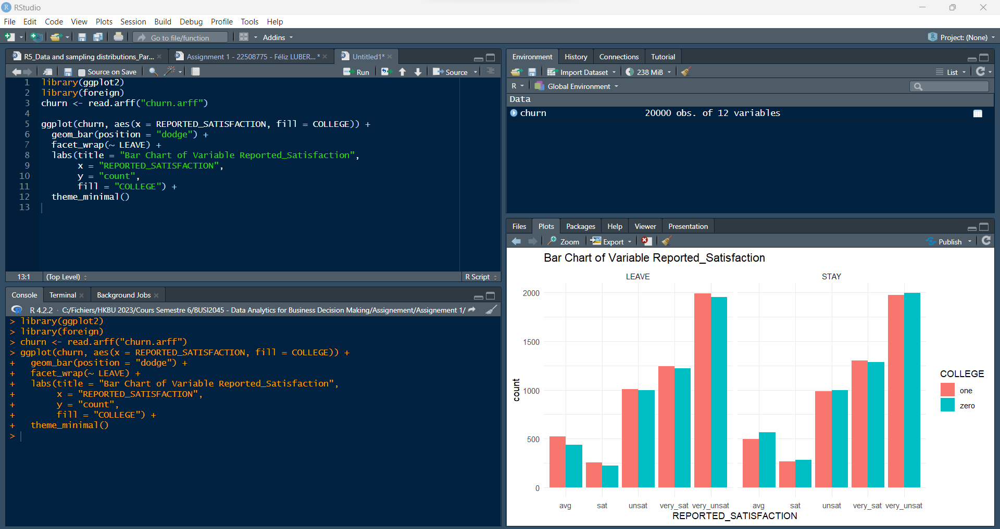 RStudio
File Edit Code View Plots Session Build Debug Profile Tools Help
Go to file/function Addins Project: (None)
R5_Data and sampling distributions_Par... Assignment 1 - 22508775 - Féliz LUBER...* Untitled1*
Source on Save Run Source
1 library(ggplot2)
2 library(foreign)
3 churn <- read.arff("churn.arff")
4
5 ggplot(churn, aes(x = REPORTED_SATISFACTION, fill = COLLEGE)) +
6 geom_bar(position = "dodge") +
7 facet_wrap(~ LEAVE) +
8 labs(title = "Bar Chart of Variable Reported_Satisfaction",
9 x = "REPORTED_SATISFACTION",
10 y = "count",
11 fill = "COLLEGE") +
12 theme_minimal()
13
13:1 (Top Level) R Script
Console Terminal Background Jobs
R 4.2.2 · C:/Fichiers/HKBU 2023/Cours Semestre 6/BUSI2045 - Data Analytics for Business Decision Making/Assignement/Assignement 1/
> library(ggplot2)
> library(foreign)
> churn <- read.arff("churn.arff")
> ggplot(churn, aes(x = REPORTED_SATISFACTION, fill = COLLEGE)) +
+ geom_bar(position = "dodge") +
+ facet_wrap(~ LEAVE) +
+ labs(title = "Bar Chart of Variable Reported_Satisfaction",
+ x = "REPORTED_SATISFACTION",
+ y = "count",
+ fill = "COLLEGE") +
+ theme_minimal()
>
Environment History Connections Tutorial
Import Dataset 238 MiB List
R Global Environment
Data
churn 20000 obs. of 12 variables
Files Plots Packages Help Viewer Presentation
Zoom Export Publish
Bar Chart of Variable Reported_Satisfaction
LEAVE STAY
2000
1500
1000
500
0
count
avg sat unsat very_sat very_unsat avg sat unsat very_sat very_unsat
REPORTED_SATISFACTION
COLLEGE
one
zero